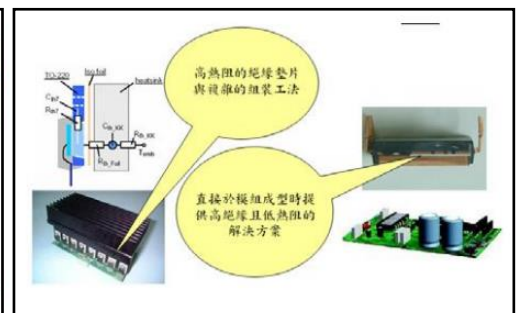 TO-220
Iso foil
heatsink
高熱阻的絕緣墊片
與複雜的組裝工法
直接於模組成型時提
供高絕緣且低熱阻的
解決方案